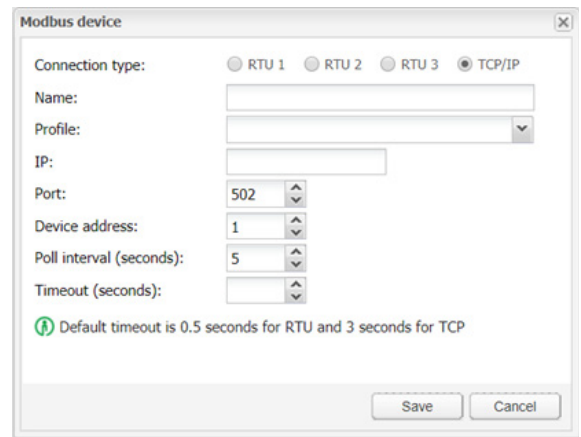 Modbus device
Connection type: RTU 1 RTU 2 RTU 3 TCP/IP
Name:
Profile:
IP:
Port: 502
Device address: 1
Poll interval (seconds): 5
Timeout (seconds):
Default timeout is 0.5 seconds for RTU and 3 seconds for TCP
Save Cancel